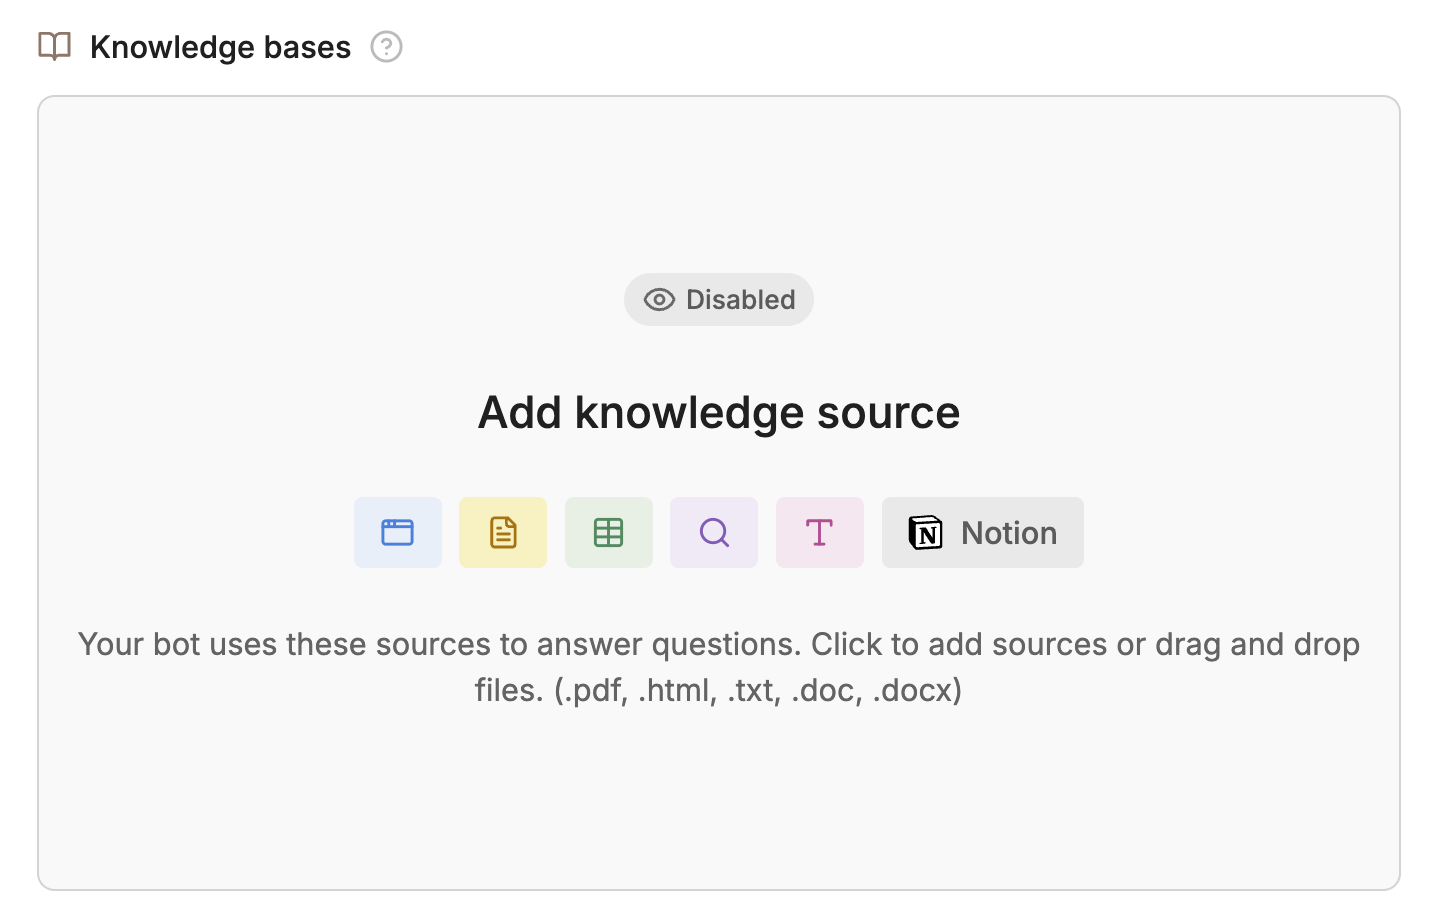 Knowledge bases
Disabled
Add knowledge source
Notion
Your bot uses these sources to answer questions. Click to add sources or drag and drop
files. (.pdf, .html, .txt, .doc, .docx)